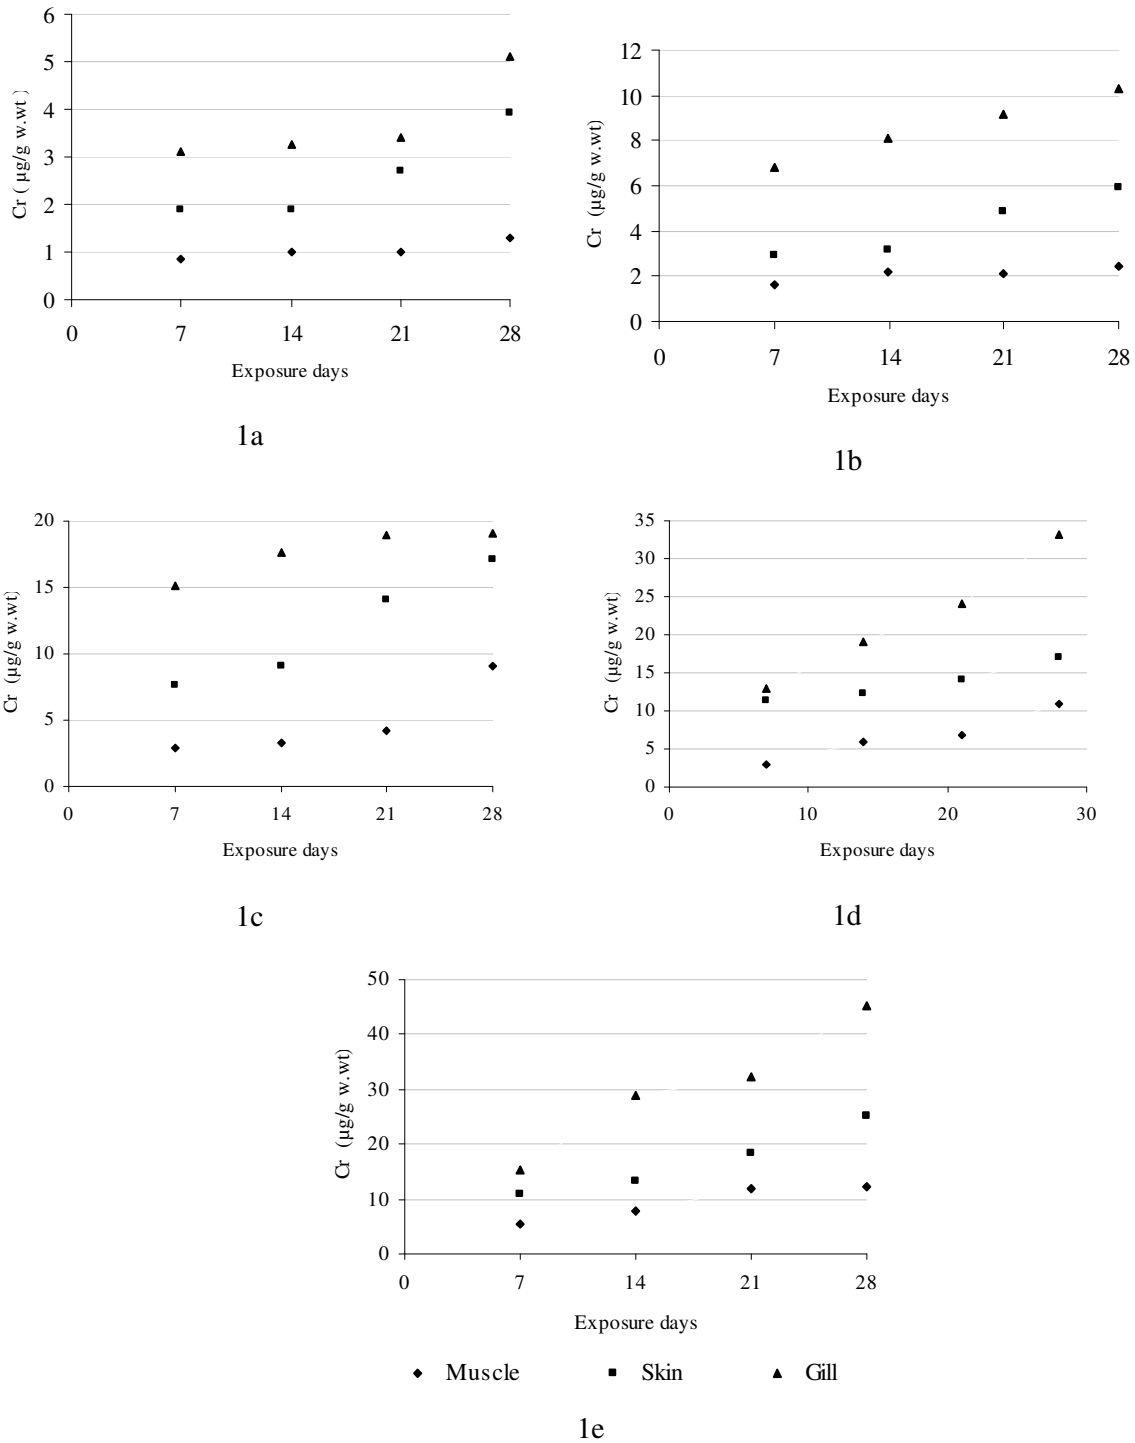 6
5
4
3
2
1
0
Cr ( µg/g w.wt )
0 7 14 21 28
Exposure days
1a
12
10
8
6
4
2
0
Cr (µg/g w.wt)
0 7 14 21 28
Exposure days
1b
20
15
10
5
0
Cr (µg/g w.wt)
0 7 14 21 28
Exposure days
1c
35
30
25
20
15
10
5
0
Cr (µg/g w.wt)
0 10 20 30
Exposure days
1d
50
40
30
20
10
0
Cr (µg/g w.wt)
0 7 14 21 28
Exposure days
Muscle Skin Gill
1e